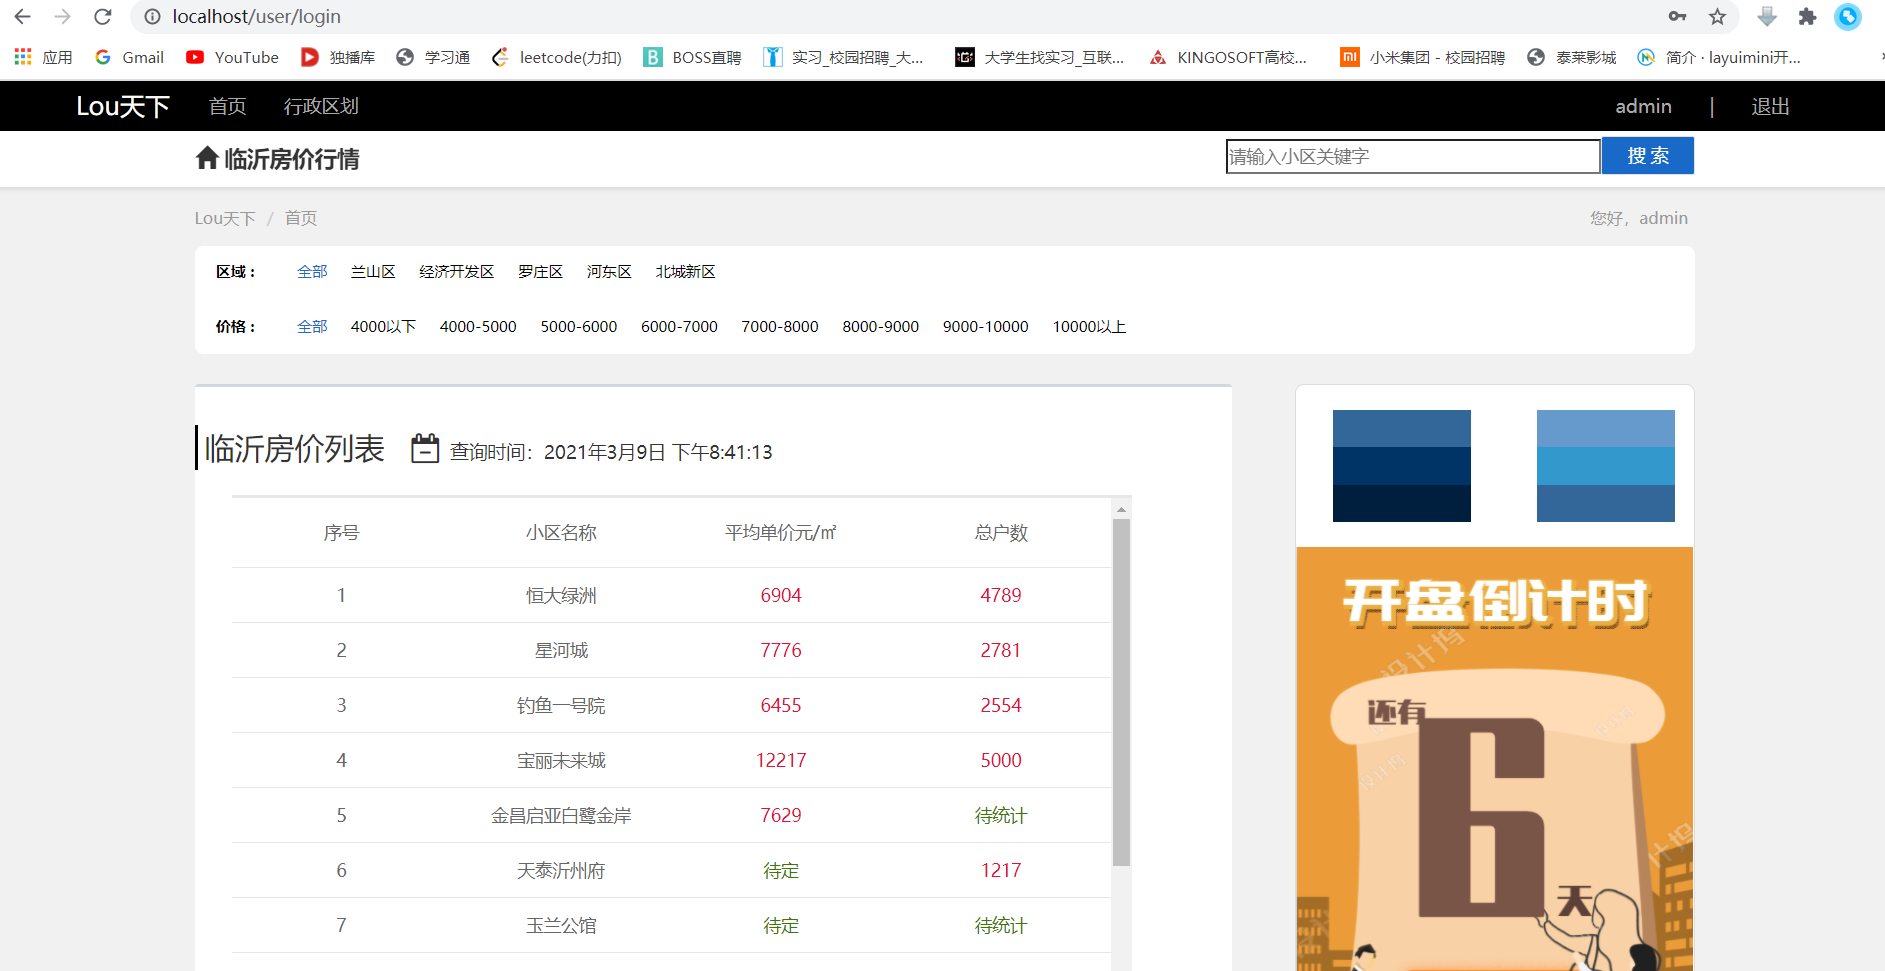 localhost/user/login
应用 Gmail YouTube 独播库 学习通 leetcode(力扣) BOSS直聘 实习_校园招聘_大... 大学生找实习_互联... KINGOSOFT高校... 小米集团 - 校园招聘 泰莱影城 简介 · layuimini开...
Lou天下 首页 行政区划 admin | 退出
临沂房价行情 请输入小区关键字 搜 索
Lou天下 / 首页 您好，admin
区域： 全部 兰山区 经济开发区 罗庄区 河东区 北城新区
价格： 全部 4000以下 4000-5000 5000-6000 6000-7000 7000-8000 8000-9000 9000-10000 10000以上
临沂房价列表 查询时间：2021年3月9日 下午8:41:13
序号 小区名称 平均单价元/㎡ 总户数
1 恒大绿洲 6904 4789
2 星河城 7776 2781
3 钓鱼一号院 6455 2554
4 宝丽未来城 12217 5000
5 金昌启亚白鹭金岸 7629 待统计
6 天泰沂州府 待定 1217
7 玉兰公馆 待定 待统计
开盘倒计时
还有
6
天
设计坞
设计坞
计坞